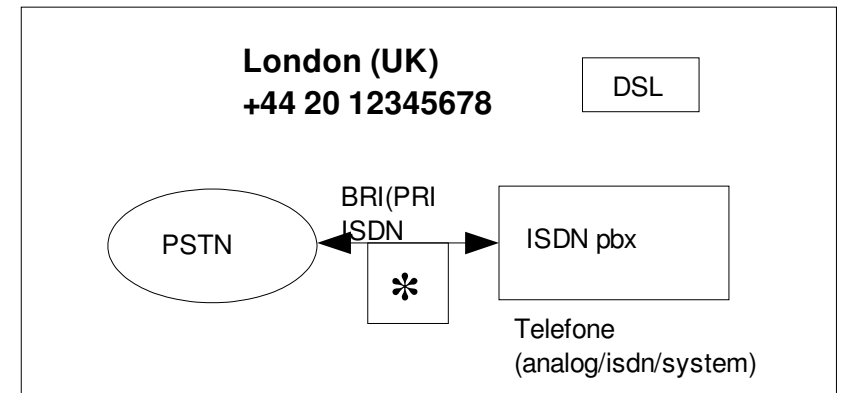 London (UK)
+44 20 12345678
DSL
BRI(PRI
ISDN
PSTN
ISDN pbx
*
Telefone
(analog/isdn/system)